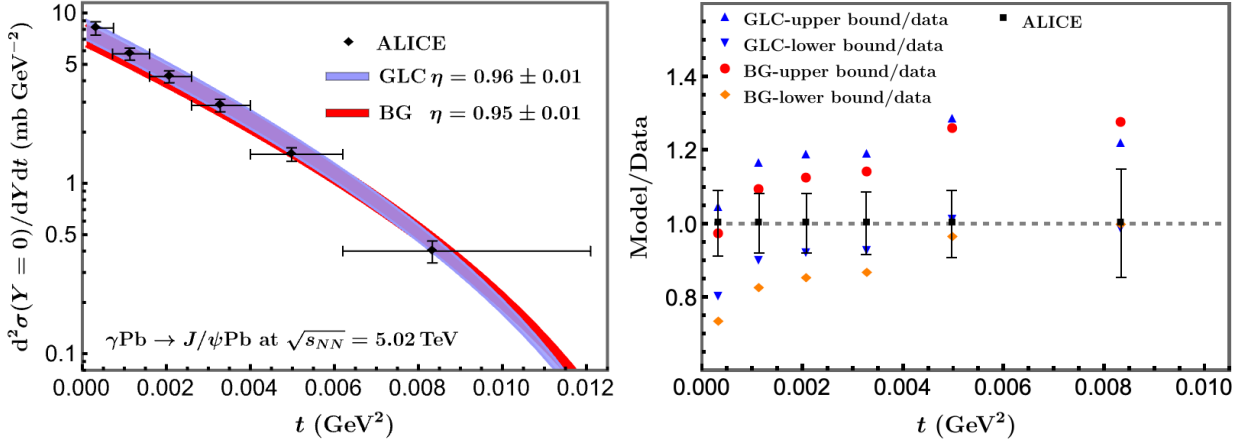 d²σ(Y = 0)/dY dt (mb GeV⁻²)
10
5
1
0.5
0.1
ALICE
GLC η = 0.96 ± 0.01
BG η = 0.95 ± 0.01
γPb → J/ψPb at √s_NN = 5.02 TeV
0.000 0.002 0.004 0.006 0.008 0.010 0.012
t (GeV²)
Model/Data
1.4
1.2
1.0
0.8
GLC-upper bound/data
GLC-lower bound/data
BG-upper bound/data
BG-lower bound/data
ALICE
0.000 0.002 0.004 0.006 0.008 0.010
t (GeV²)